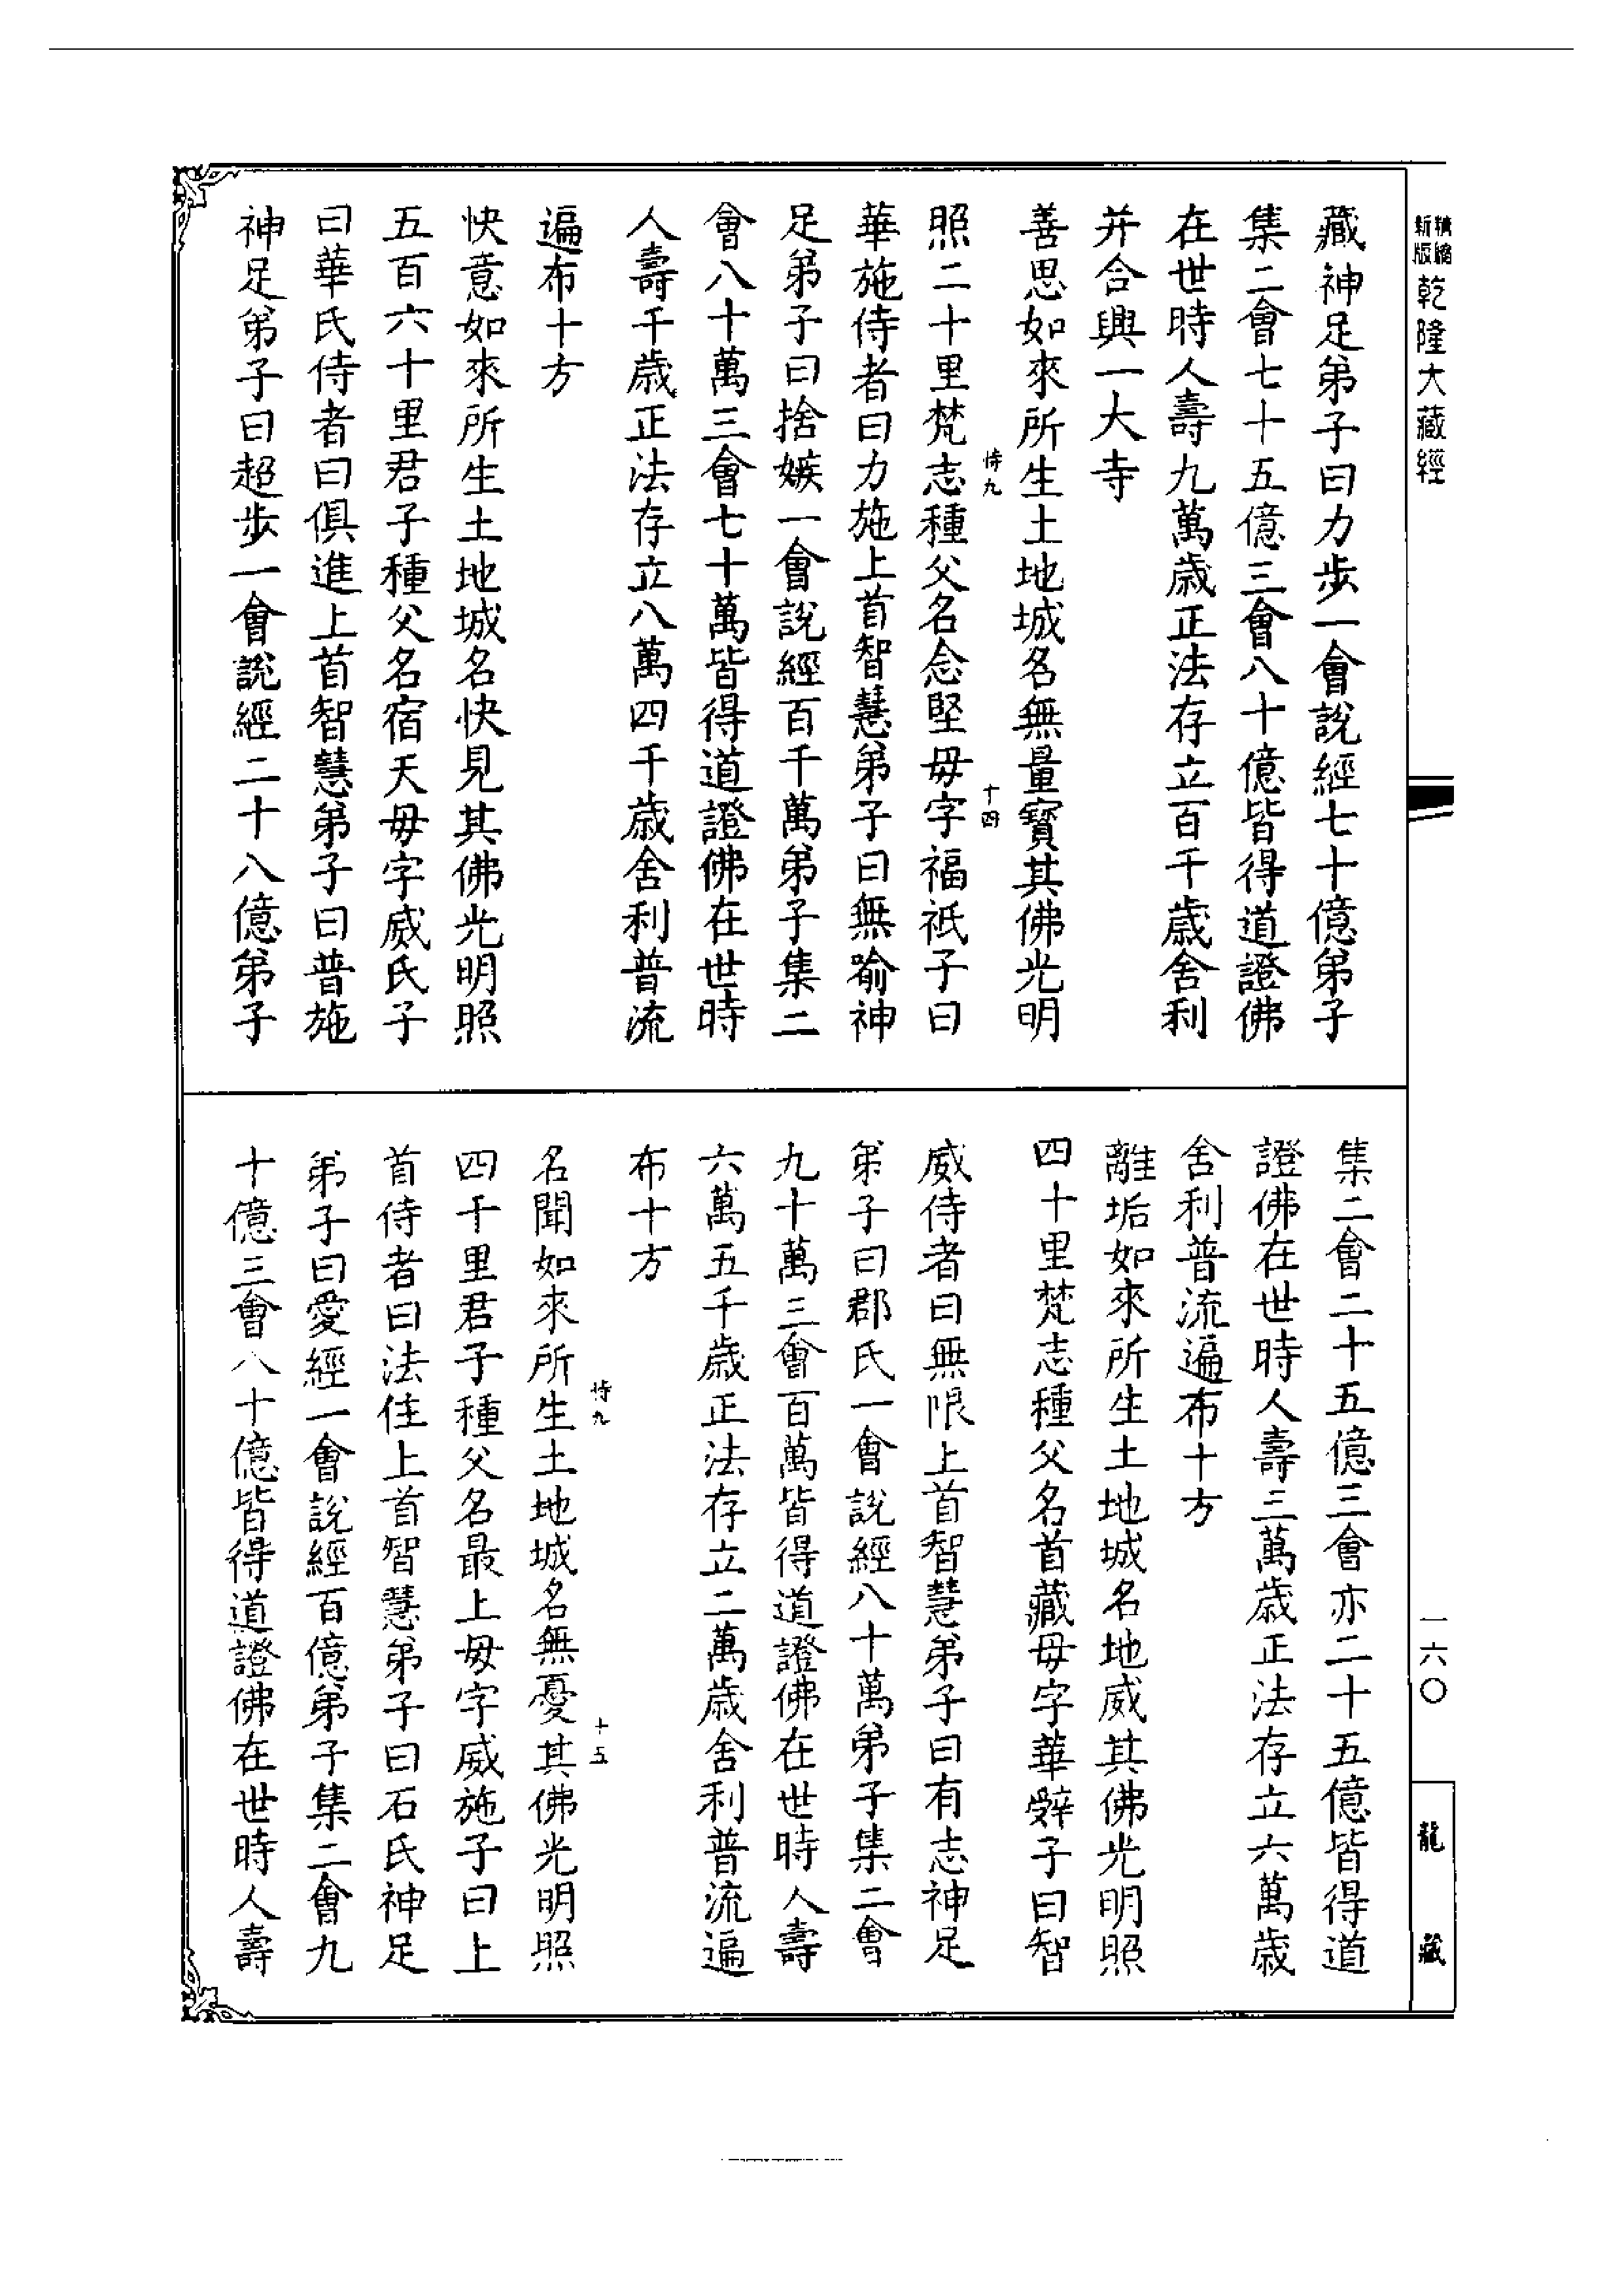 精縮新版乾隆大藏經
一六〇
龍藏
藏神足弟子曰力步一會說經七十億弟子
集二會七十五億三會八十億皆得道證佛
在世時人壽九萬歲正法存立百千歲舍利
并合興一大寺
善思如來所生土地城名無量寶其佛光明
恃九
十四
照二十里梵志種父名念堅母字福祇子曰
華施侍者曰力施上首智慧弟子曰無喻神
足弟子曰捨嫉一會說經百千萬弟子集二
會八十萬三會七十萬皆得道證佛在世時
人壽千歲正法存立八萬四千歲舍利普流
遍布十方
快意如來所生土地城名快見其佛光明照
五百六十里君子種父名宿天母字威氏子
曰華氏侍者曰俱進上首智慧弟子曰普施
神足弟子曰超步一會說經二十八億弟子
集二會二十五億三會亦二十五億皆得道
證佛在世時人壽三萬歲正法存立六萬歲
舍利普流遍布十方
離垢如來所生土地城名地威其佛光明照
四十里梵志種父名首藏母字華辤子曰智
威侍者曰無限上首智慧弟子曰有志神足
弟子曰郡氏一會說經八十萬弟子集二會
九十萬三會百萬皆得道證佛在世時人壽
六萬五千歲正法存立二萬歲舍利普流遍
布十方
恃九
十五
名聞如來所生土地城名無憂其佛光明照
四千里君子種父名最上母字威施子曰上
首侍者曰法住上首智慧弟子曰石氏神足
弟子曰愛經一會說經百億弟子集二會九
十億三會八十億皆得道證佛在世時人壽